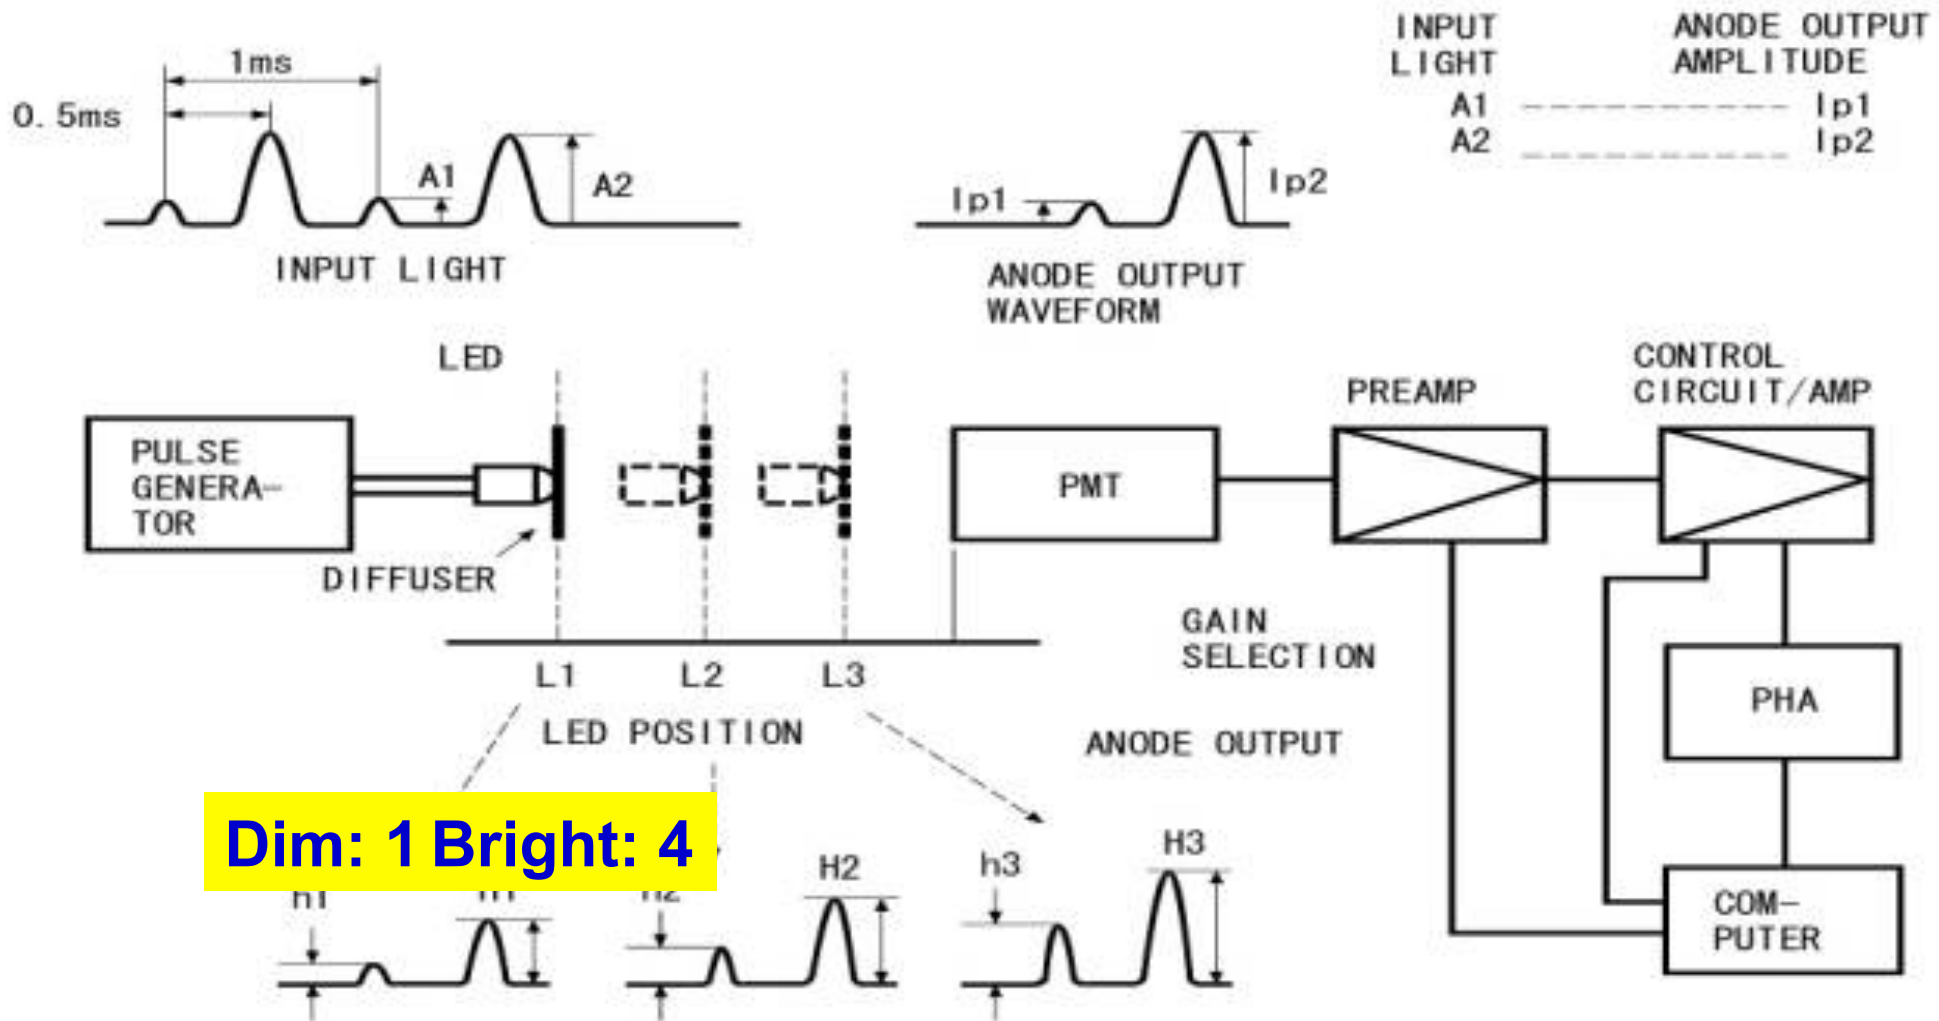 INPUT ANODE OUTPUT
LIGHT AMPLITUDE
A1 Ip1
A2 Ip2
1ms
0.5ms
A1
A2
INPUT LIGHT
Ip1
Ip2
ANODE OUTPUT
WAVEFORM
LED
PULSE
GENERA-
TOR
DIFFUSER
PMT
PREAMP
CONTROL
CIRCUIT/AMP
GAIN
SELECTION
L1 L2 L3
LED POSITION
ANODE OUTPUT
PHA
COM-
PUTER
Dim: 1 Bright: 4
h1
H2
h3
H3